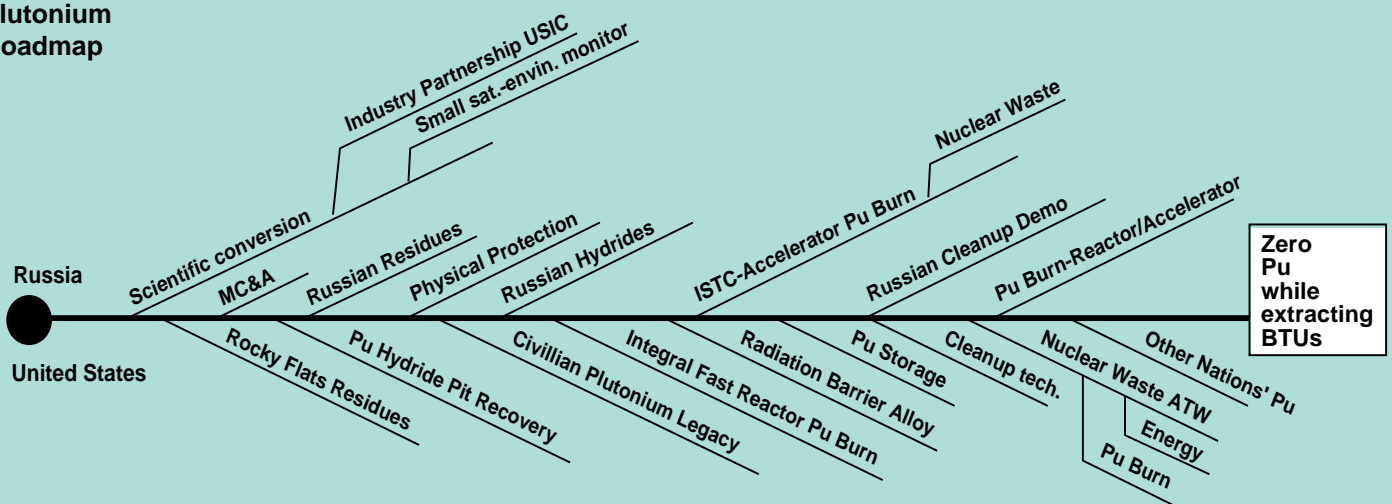 lutonium
oadmap
Industry Partnership USIC
Small sat.-envin. monitor
Nuclear Waste
Scientific conversion
MC&A
Russian Residues
Physical Protection
Russian Hydrides
ISTC-Accelerator Pu Burn
Russian Cleanup Demo
Pu Burn-Reactor/Accelerator
Russia
United States
Zero
Pu
while
extracting
BTUs
Rocky Flats Residues
Pu Hydride Pit Recovery
Civillian Plutonium Legacy
Integral Fast Reactor Pu Burn
Radiation Barrier Alloy
Pu Storage
Cleanup tech.
Nuclear Waste ATW
Other Nations' Pu
Energy
Pu Burn